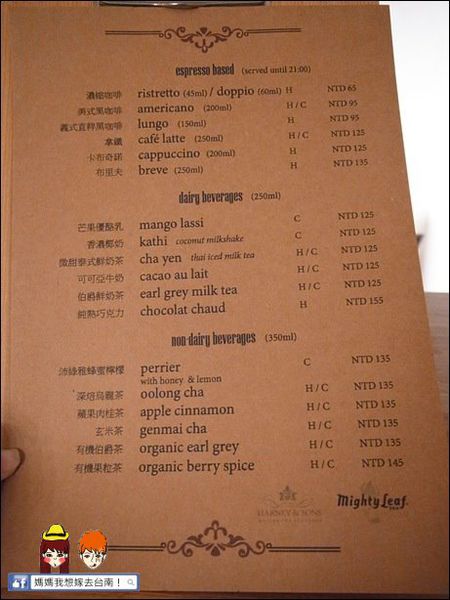 espresso based (served until 21:00)
濃縮咖啡 ristretto (45ml) / doppio (60ml) H NTD 65
美式黑咖啡 americano (200ml) H / C NTD 95
義式直粹黑咖啡 lungo (150ml) H NTD 95
拿鐵 café latte (250ml) H / C NTD 125
卡布奇諾 cappuccino (200ml) H NTD 125
布里夫 breve (250ml) H NTD 135
dairy beverages (250ml)
芒果優酪乳 mango lassi C NTD 125
香濃椰奶 kathi coconut milkshake C NTD 125
微甜泰式鮮奶茶 cha yen thai iced milk tea H / C NTD 125
可可亞牛奶 cacao au lait H / C NTD 125
伯爵鮮奶茶 earl grey milk tea H / C NTD 125
純熱巧克力 chocolat chaud H NTD 155
non-dairy beverages (350ml)
沛綠雅蜂蜜檸檬 perrier C NTD 135
with honey & lemon
深焙烏龍茶 oolong cha H / C NTD 135
蘋果肉桂茶 apple cinnamon H / C NTD 135
玄米茶 genmai cha H / C NTD 135
有機伯爵茶 organic earl grey H / C NTD 135
有機果粒茶 organic berry spice H / C NTD 145
HARNEY & SONS
Mighty Leaf
TEA
媽媽我想嫁去台南！